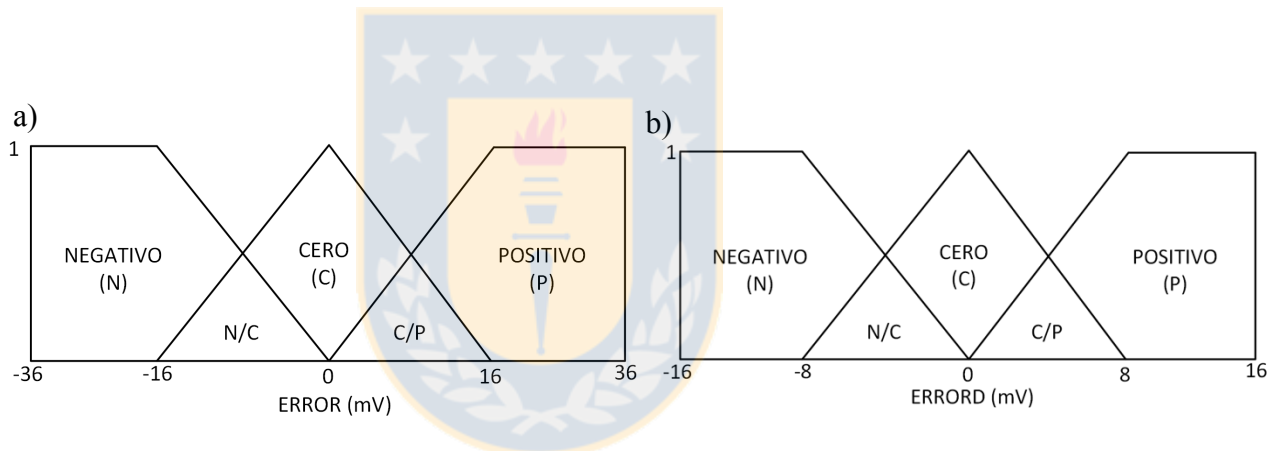 a)
1
NEGATIVO
(N)
CERO
(C)
POSITIVO
(P)
N/C
C/P
-36
-16
0
16
36
ERROR (mV)
b)
1
NEGATIVO
(N)
CERO
(C)
POSITIVO
(P)
N/C
C/P
-16
-8
0
8
16
ERRORD (mV)